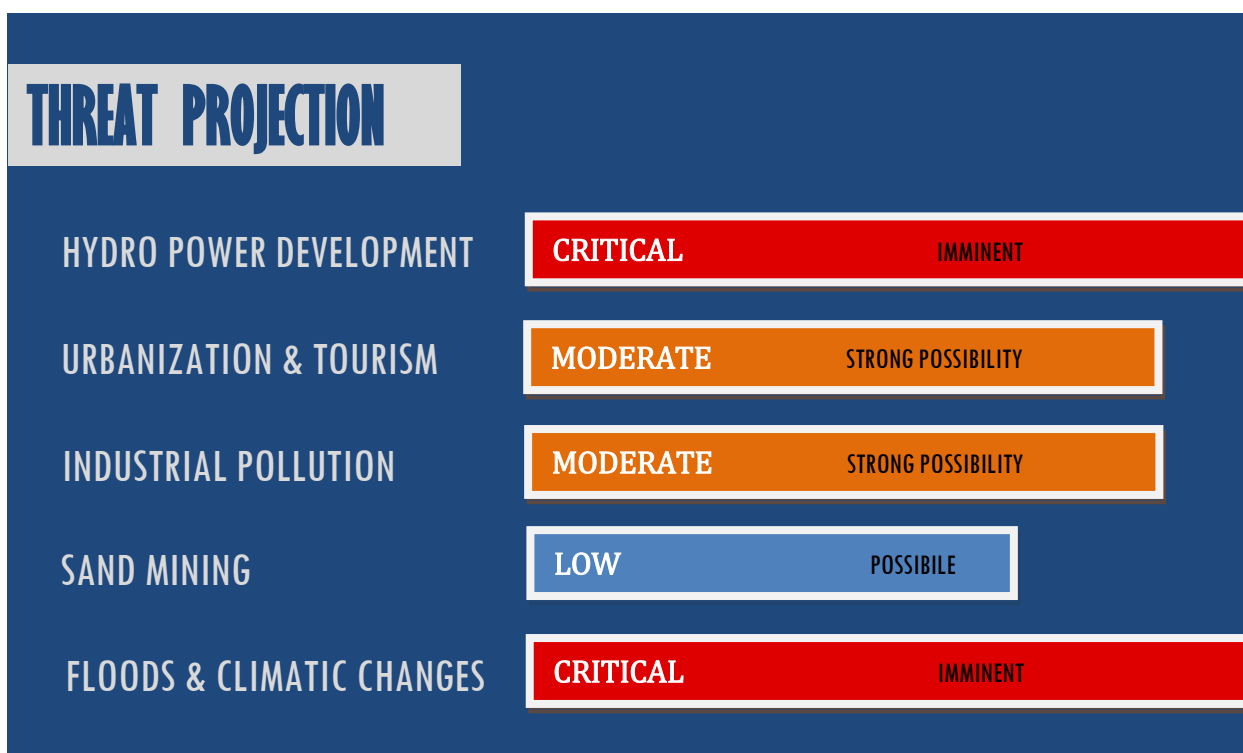 THREAT PROJECTION
HYDRO POWER DEVELOPMENT CRITICAL IMMINENT
URBANIZATION & TOURISM MODERATE STRONG POSSIBILITY
INDUSTRIAL POLLUTION MODERATE STRONG POSSIBILITY
SAND MINING LOW POSSIBILE
FLOODS & CLIMATIC CHANGES CRITICAL IMMINENT